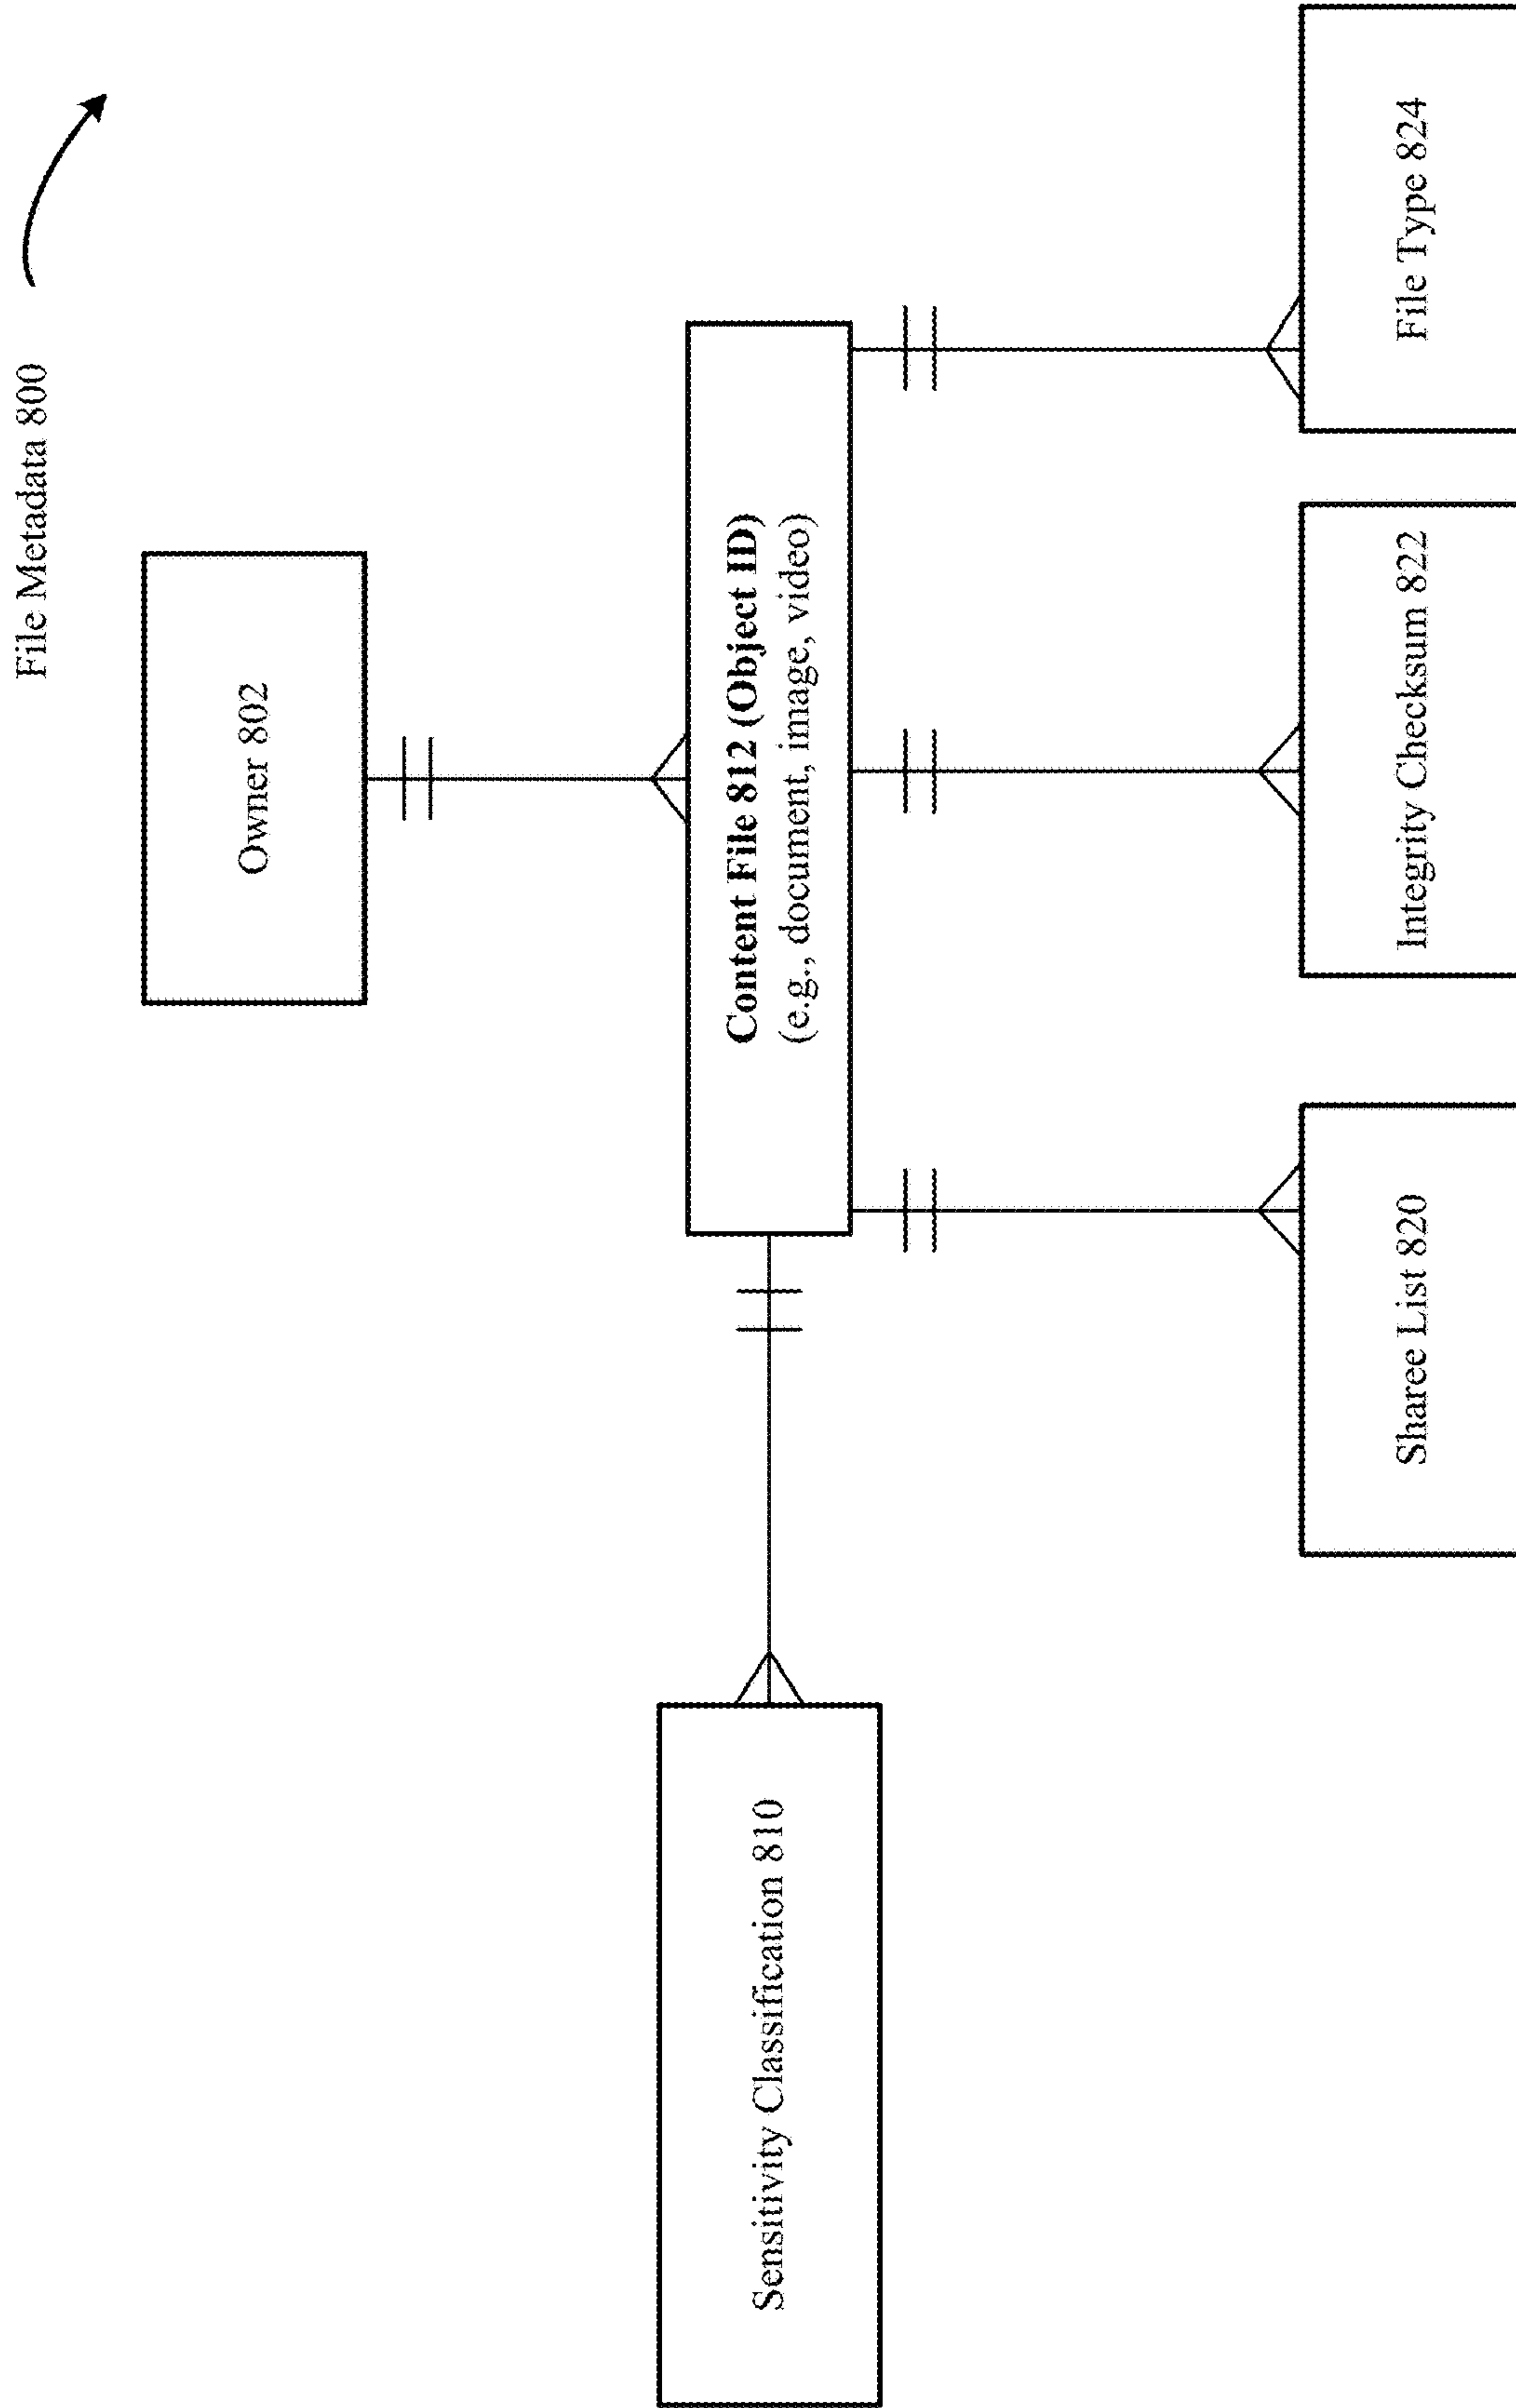 File Metadata 800
Owner 802
Sensitivity Classification 810
Content File 812 (Object ID)
(e.g., document, image, video)
Sharee List 820
Integrity Checksum 822
File Type 824